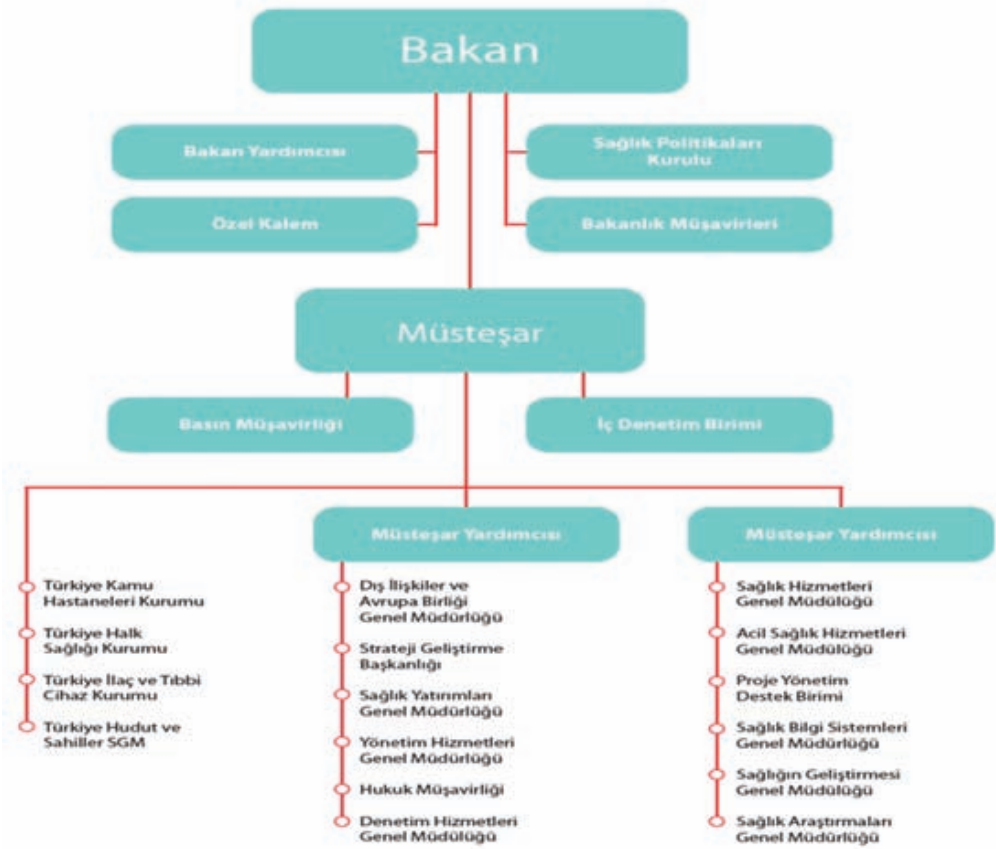 Bakan
Bakan Yardımcısı
Sağlık Politikaları
Kurulu
Özel Kalem
Bakanlık Müşavirleri
Müsteşar
Basın Müşavirliği
İç Denetim Birimi
Müsteşar Yardımcısı
Müsteşar Yardımcısı
Türkiye Kamu
Hastaneleri Kurumu
Türkiye Halk
Sağlığı Kurumu
Türkiye İlaç ve Tıbbi
Cihaz Kurumu
Türkiye Hudut ve
Sahiller SGM
Dış İlişkiler ve
Avrupa Birliği
Genel Müdürlüğü
Strateji Geliştirme
Başkanlığı
Sağlık Yatırımları
Genel Müdürlüğü
Yönetim Hizmetleri
Genel Müdürlüğü
Hukuk Müşavirliği
Denetim Hizmetleri
Genel Müdülüğü
Sağlık Hizmetleri
Genel Müdülüğü
Acil Sağlık Hizmetleri
Genel Müdülüğü
Proje Yönetim
Destek Birimi
Sağlık Bilgi Sistemleri
Genel Müdürlüğü
Sağlığın Geliştirmesi
Genel Müdülüğü
Sağlık Araştırmaları
Genel Müdürlüğü